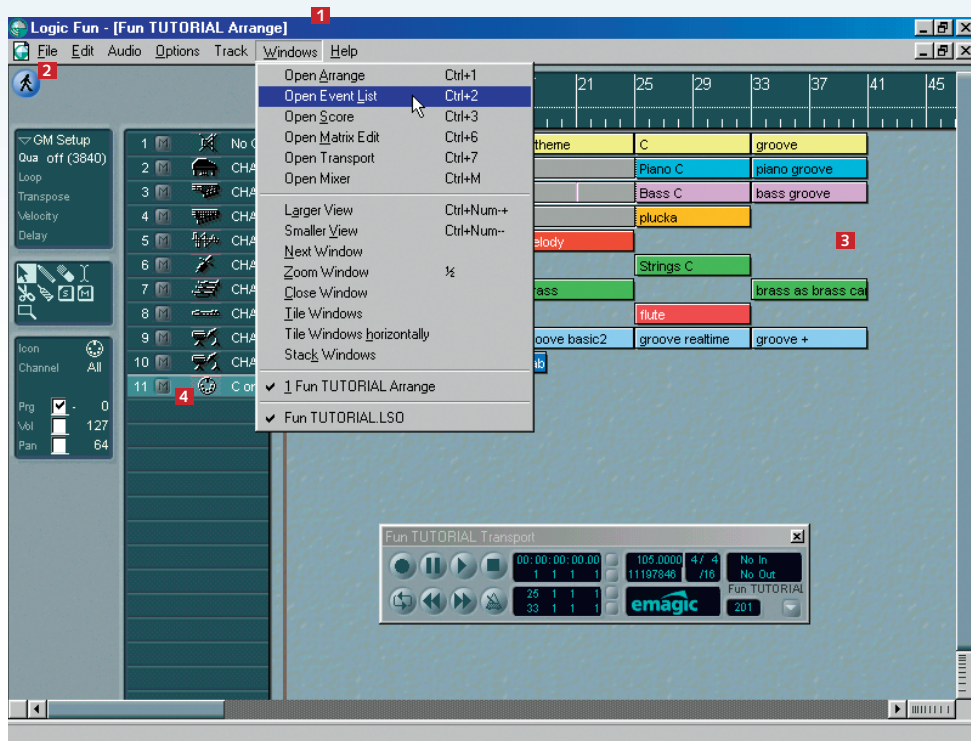 1
Logic Fun - [Fun TUTORIAL Arrange]
File Edit Audio Options Track Windows Help
2
Open Arrange Ctrl+1
Open Event List Ctrl+2
Open Score Ctrl+3
Open Matrix Edit Ctrl+6
Open Transport Ctrl+7
Open Mixer Ctrl+M
Larger View Ctrl+Num-+
Smaller View Ctrl+Num--
Next Window
Zoom Window ½
Close Window
Tile Windows
Tile Windows horizontally
Stack Windows
✔ 1 Fun TUTORIAL Arrange
✔ Fun TUTORIAL.LSO
21 25 29 33 37 41 45
GM Setup
Qua off (3840)
Loop
Transpose
Velocity
Delay
S M
Icon
Channel All
Prg - 0
Vol 127
Pan 64
1 M No
2 M CHA
3 M CHA
4 M CHA
5 M CHA
6 M CHA
7 M CHA
8 M CHA
9 M CHA
10 M CHA
11 M C or
4
theme C groove
Piano C piano groove
Bass C bass groove
plucka
elody
3
Strings C
ass brass as brass car
flute
oove basic2 groove realtime groove +
ab
Fun TUTORIAL Transport
00:00:00:00.00 105.0000 4/ 4 No In
1 1 1 1 11197846 /16 No Out
25 1 1 1 emagic Fun TUTORIAL
33 1 1 1 201